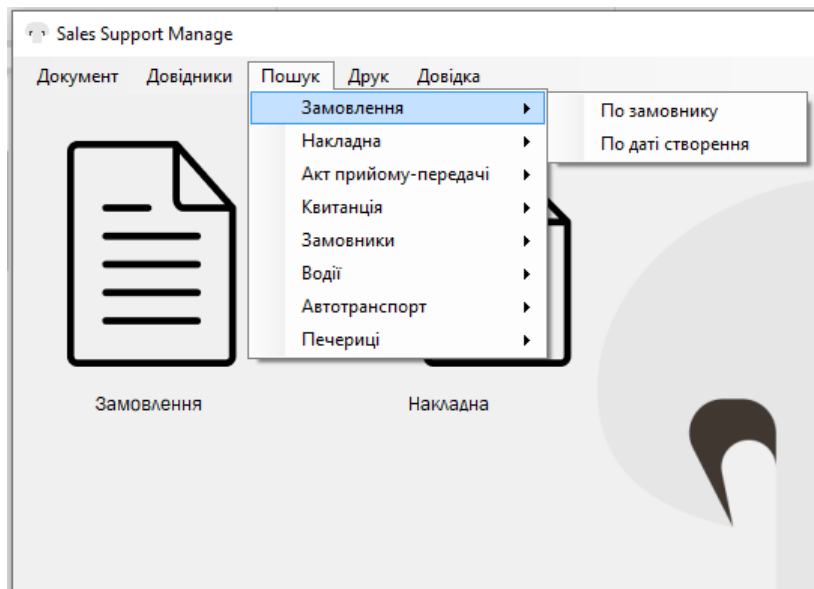 Sales Support Manage
Документ Довідники Пошук Друк Довідка
Замовлення
По замовнику
По даті створення
Накладна
Акт прийому-передачі
Квитанція
Замовники
Водії
Автотранспорт
Печериці
Замовлення
Накладна